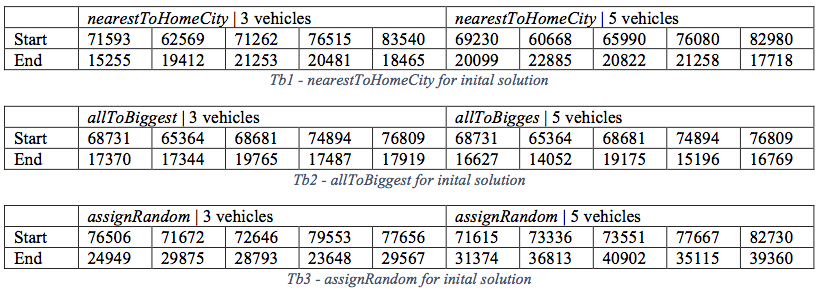 nearestToHomeCity | 3 vehicles nearestToHomeCity | 5 vehicles
Start 71593 62569 71262 76515 83540 69230 60668 65990 76080 82980
End 15255 19412 21253 20481 18465 20099 22885 20822 21258 17718
Tb1 - nearestToHomeCity for inital solution
allToBiggest | 3 vehicles allToBigges | 5 vehicles
Start 68731 65364 68681 74894 76809 68731 65364 68681 74894 76809
End 17370 17344 19765 17487 17919 16627 14052 19175 15196 16769
Tb2 - allToBiggest for inital solution
assignRandom | 3 vehicles assignRandom | 5 vehicles
Start 76506 71672 72646 79553 77656 71615 73336 73551 77667 82730
End 24949 29875 28793 23648 29567 31374 36813 40902 35115 39360
Tb3 - assignRandom for inital solution